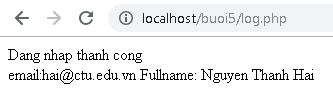 localhost/buoi5/log.php
Dang nhap thanh cong
email:hai@ctu.edu.vn Fullname: Nguyen Thanh Hai